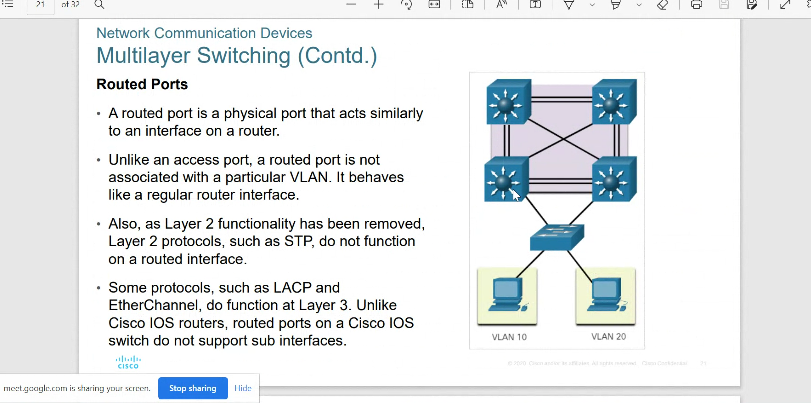 21 of 32
Network Communication Devices
Multilayer Switching (Contd.)
Routed Ports
• A routed port is a physical port that acts similarly
to an interface on a router.
• Unlike an access port, a routed port is not
associated with a particular VLAN. It behaves
like a regular router interface.
• Also, as Layer 2 functionality has been removed,
Layer 2 protocols, such as STP, do not function
on a routed interface.
• Some protocols, such as LACP and
EtherChannel, do function at Layer 3. Unlike
Cisco IOS routers, routed ports on a Cisco IOS
switch do not support sub interfaces.
VLAN 10
VLAN 20
CISCO
meet.google.com is sharing your screen.
Stop sharing
Hide